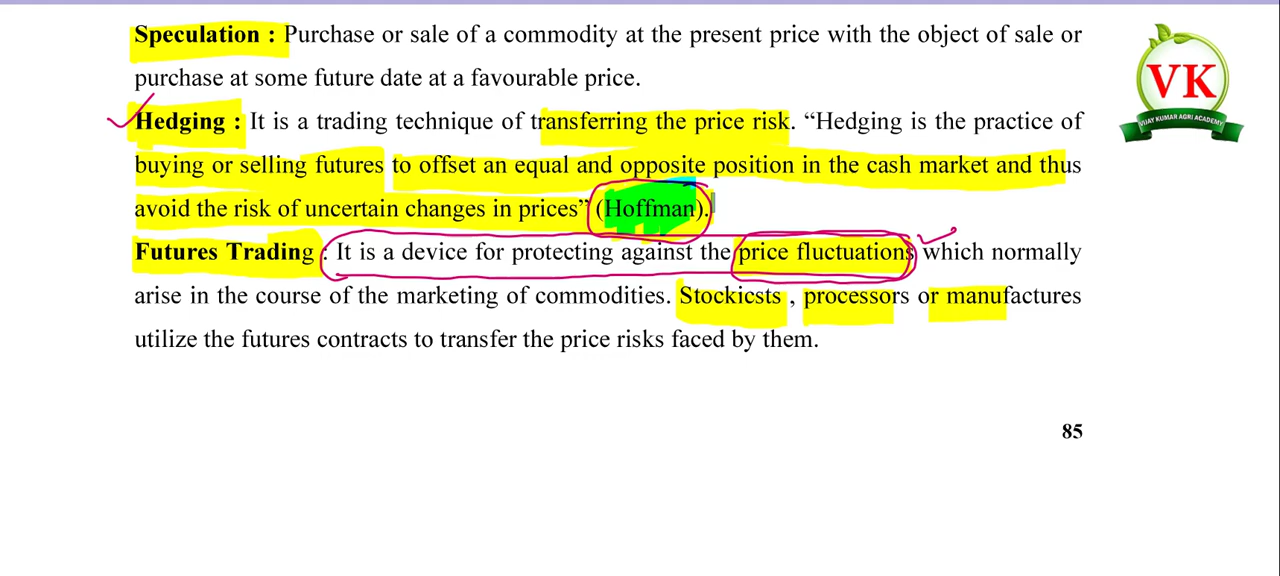 Speculation : Purchase or sale of a commodity at the present price with the object of sale or
purchase at some future date at a favourable price.
Hedging : It is a trading technique of transferring the price risk. “Hedging is the practice of
buying or selling futures to offset an equal and opposite position in the cash market and thus
avoid the risk of uncertain changes in prices” (Hoffman).
Futures Trading : It is a device for protecting against the price fluctuations which normally
arise in the course of the marketing of commodities. Stockicsts , processors or manufactures
utilize the futures contracts to transfer the price risks faced by them.
85
VK
VIJAY KUMAR AGRI ACADEMY